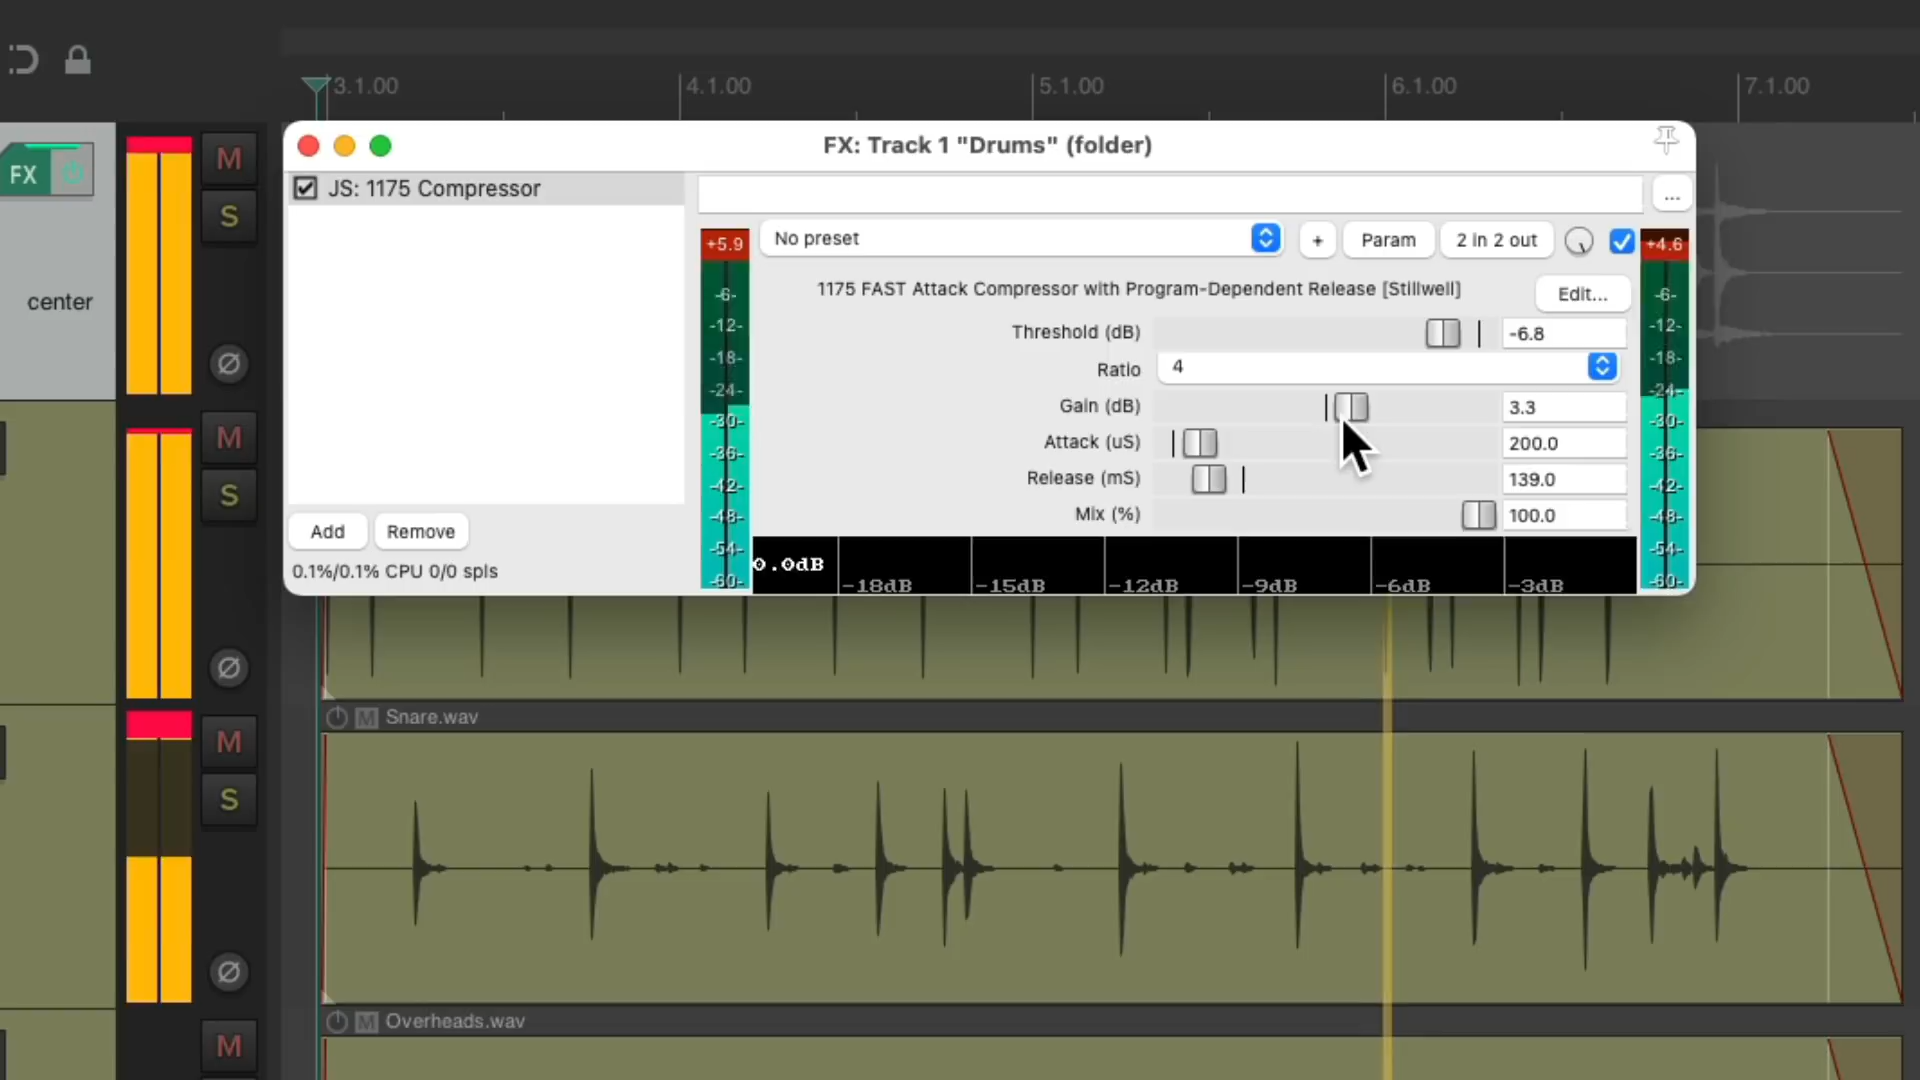 3.1.00 4.1.00 5.1.00 6.1.00 7.1.00
FX: Track 1 "Drums" (folder)
FX
M
S
center
Ø
JS: 1175 Compressor
...
+5.9 No preset + Param 2 in 2 out +4.6
1175 FAST Attack Compressor with Program-Dependent Release [Stillwell] Edit...
Threshold (dB) -6.8
Ratio 4
Gain (dB) 3.3
Attack (uS) 200.0
Release (mS) 139.0
Mix (%) 100.0
-6-
-12-
-18-
-24-
-30-
-36-
-42-
-48-
-54-
-60-
-6-
-12-
-18-
-24-
-30-
-36-
-42-
-48-
-54-
-60-
Add Remove
0.1%/0.1% CPU 0/0 spls
0.0dB -18dB -15dB -12dB -9dB -6dB -3dB
M
S
Ø
M Snare.wav
M
S
Ø
M Overheads.wav
M